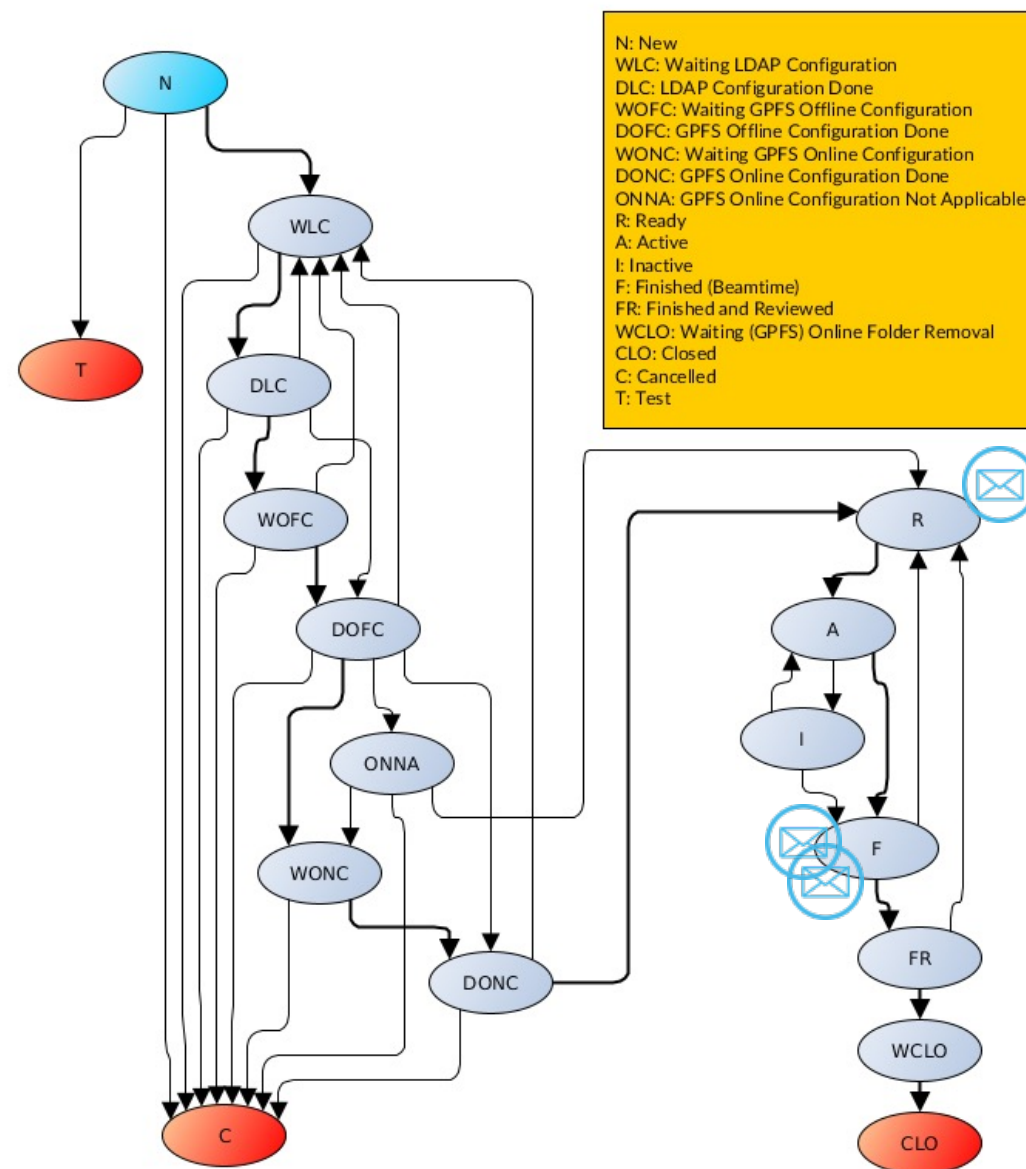 N: New
WLC: Waiting LDAP Configuration
DLC: LDAP Configuration Done
WOFC: Waiting GPFS Offline Configuration
DOFC: GPFS Offline Configuration Done
WONC: Waiting GPFS Online Configuration
DONC: GPFS Online Configuration Done
ONNA: GPFS Online Configuration Not Applicable
R: Ready
A: Active
I: Inactive
F: Finished (Beamtime)
FR: Finished and Reviewed
WCLO: Waiting (GPFS) Online Folder Removal
CLO: Closed
C: Cancelled
T: Test
N
WLC
T
DLC
WOFC
R
DOFC
A
I
ONNA
F
WONC
FR
DONC
WCLO
C
CLO